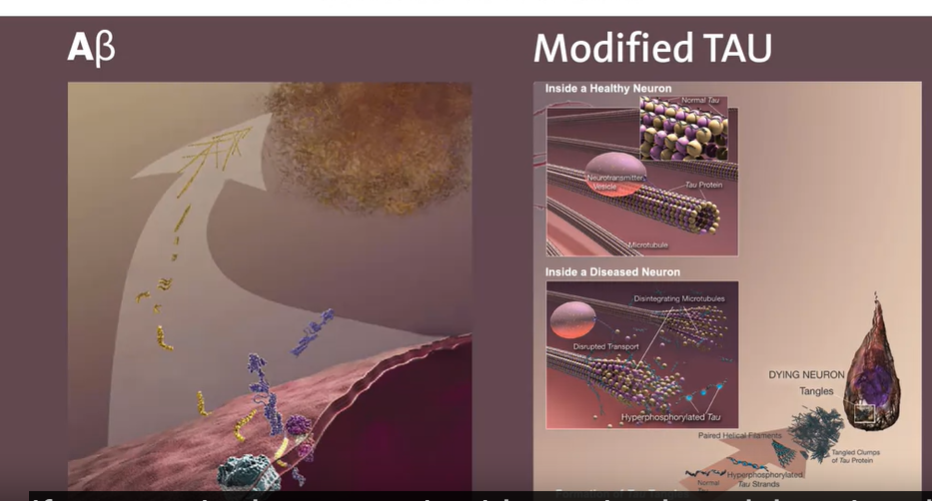 Aβ
Modified TAU
Inside a Healthy Neuron
Normal Tau
Neurotransmitter
Vesicle
Tau Protein
Microtubule
Inside a Diseased Neuron
Disintegrating Microtubules
Disrupted Transport
Hyperphosphorylated Tau
DYING NEURON
Tangles
Paired Helical Filaments
Tangled Clumps
of Tau Protein
Hyperphosphorylated
Tau Strands
Normal